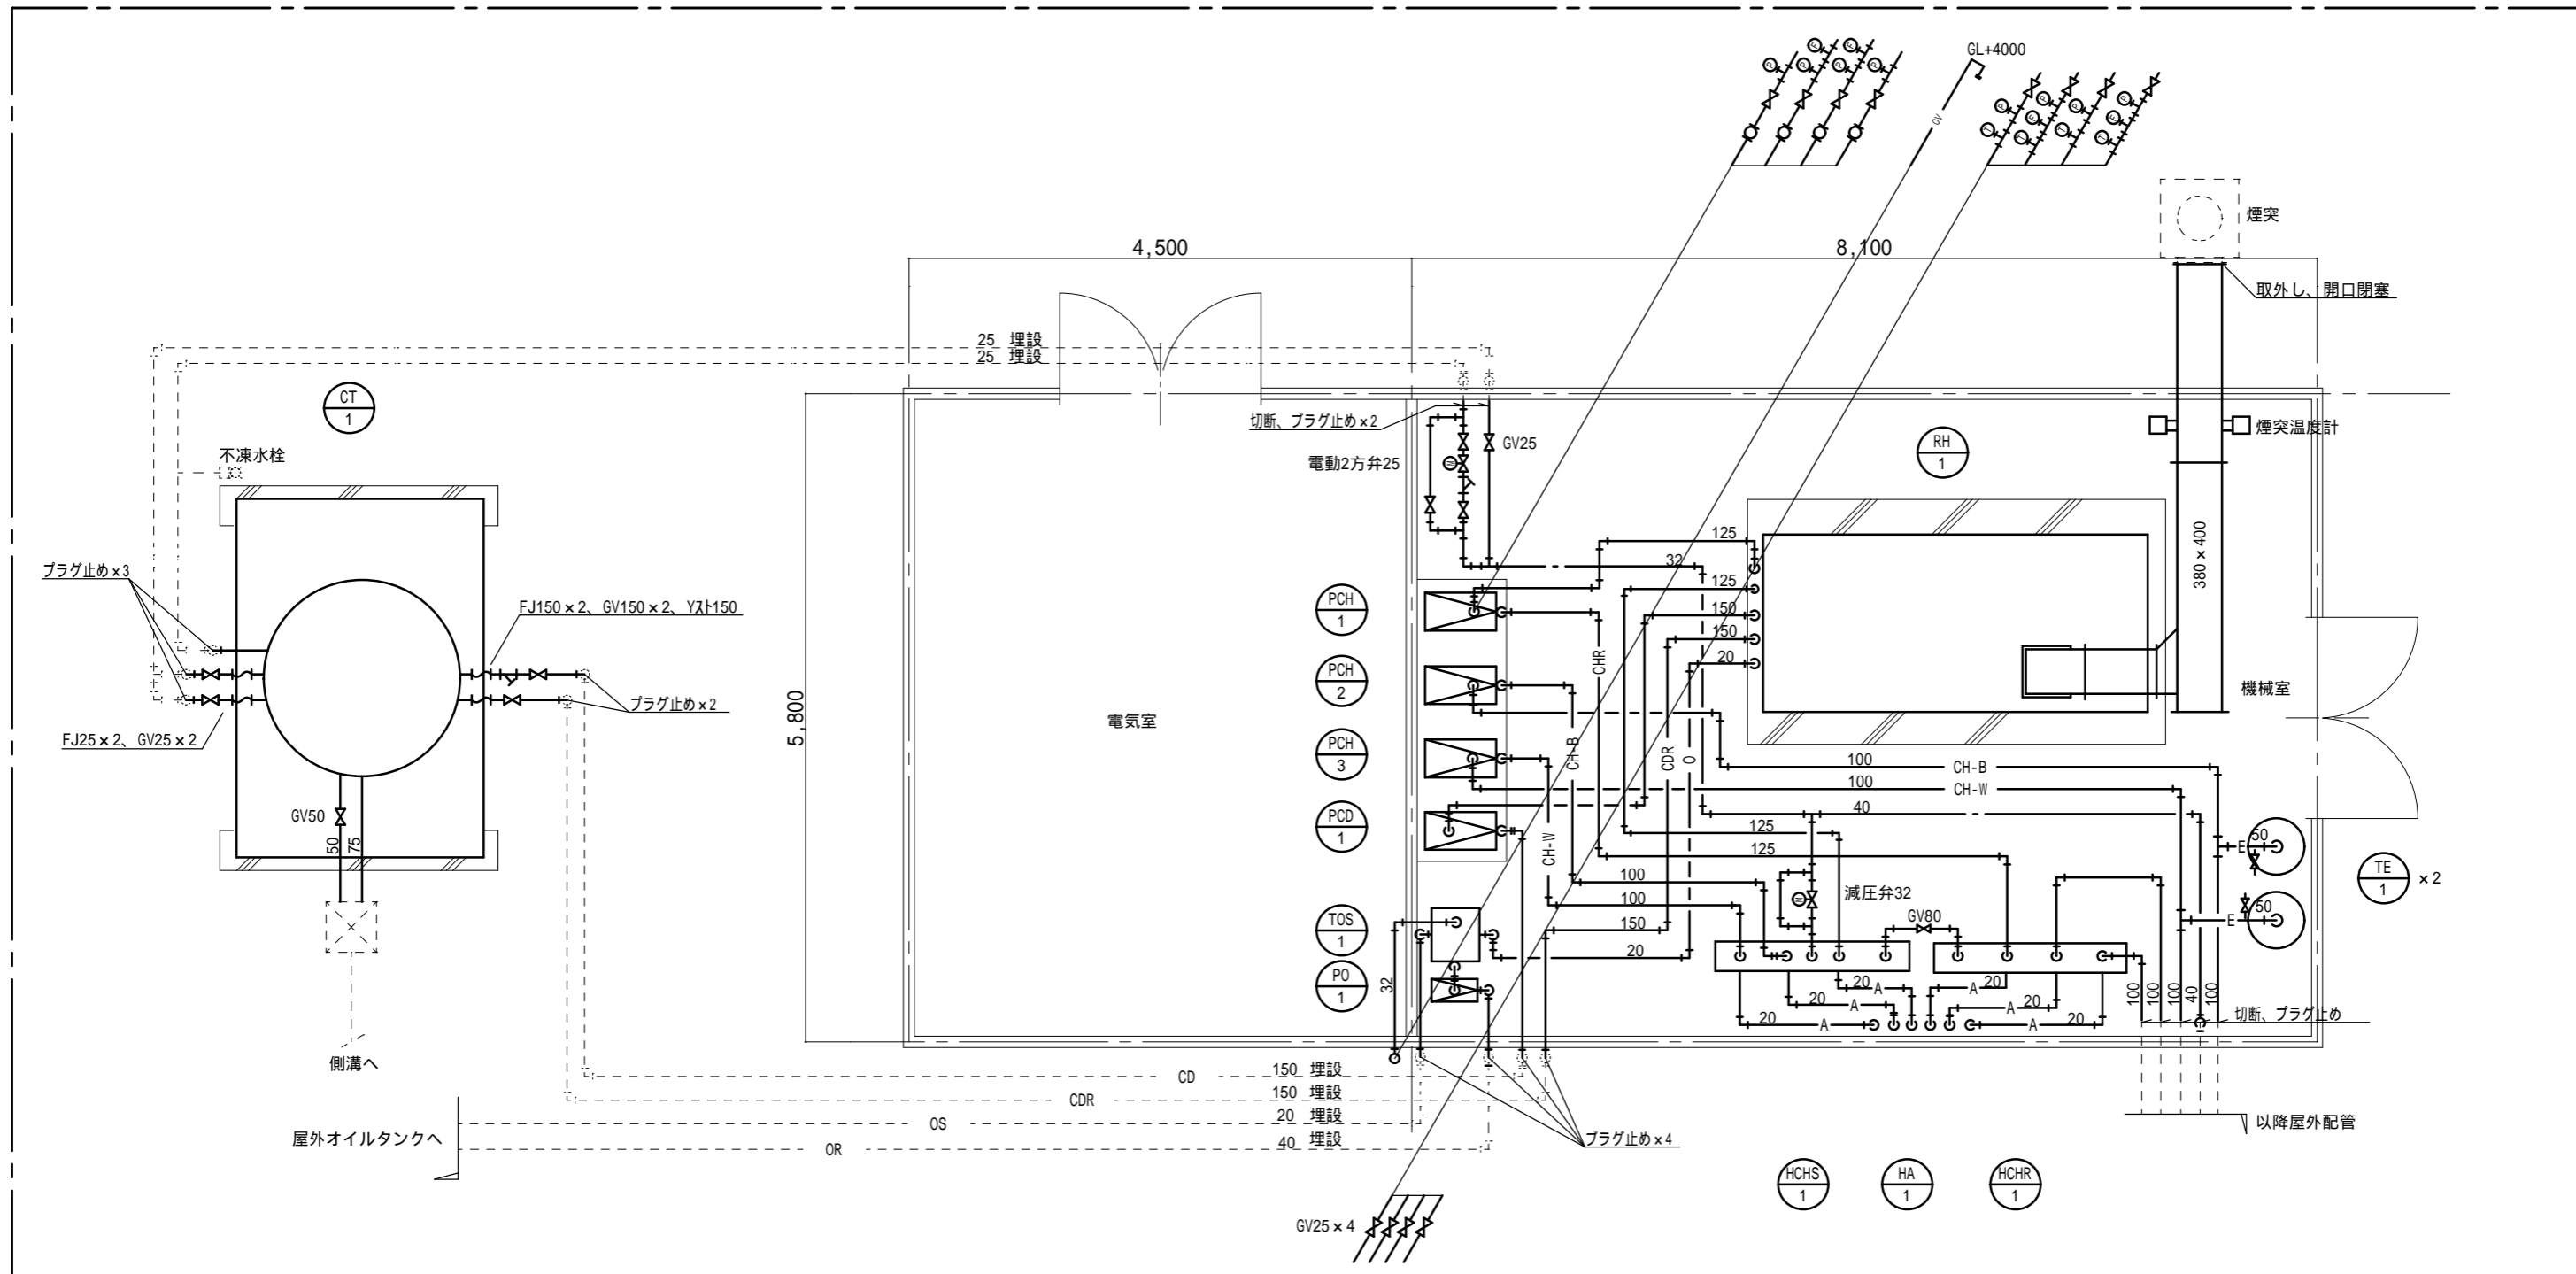 GL+4000
OV
P
F
P
F
P
P
T
P
T
F
P
T
P
T
F
P
煙突
4,500
8,100
取外し、開口閉塞
25 埋設
25 埋設
CT
1
切断、プラグ止め×2
GV25
煙突温度計
RH
1
不凍水栓
電動2方弁25
M
380×400
125
32
125
150
150
20
プラグ止め×3
FJ150×2、GV150×2、Yスト150
PCH
1
PCH
2
PCH
3
PCD
1
CHR
CH-B
CDR
O
CH-W
機械室
プラグ止め×2
FJ25×2、GV25×2
5,800
電気室
100
CH-B
100
CH-W
40
GV50
50
75
125
125
50
E
50
E
TE
1
×2
100
100
減圧弁32
M
GV80
TOS
1
150
20
PO
1
32
20
A
20
A
20
A
A
20
A
20
A
20
100
100
100
40
100
切断、プラグ止め
側溝へ
CD
150 埋設
CDR
150 埋設
OS
20 埋設
OR
40 埋設
屋外オイルタンクへ
プラグ止め×4
以降屋外配管
HCHS
1
HA
1
HCHR
1
GV25×4